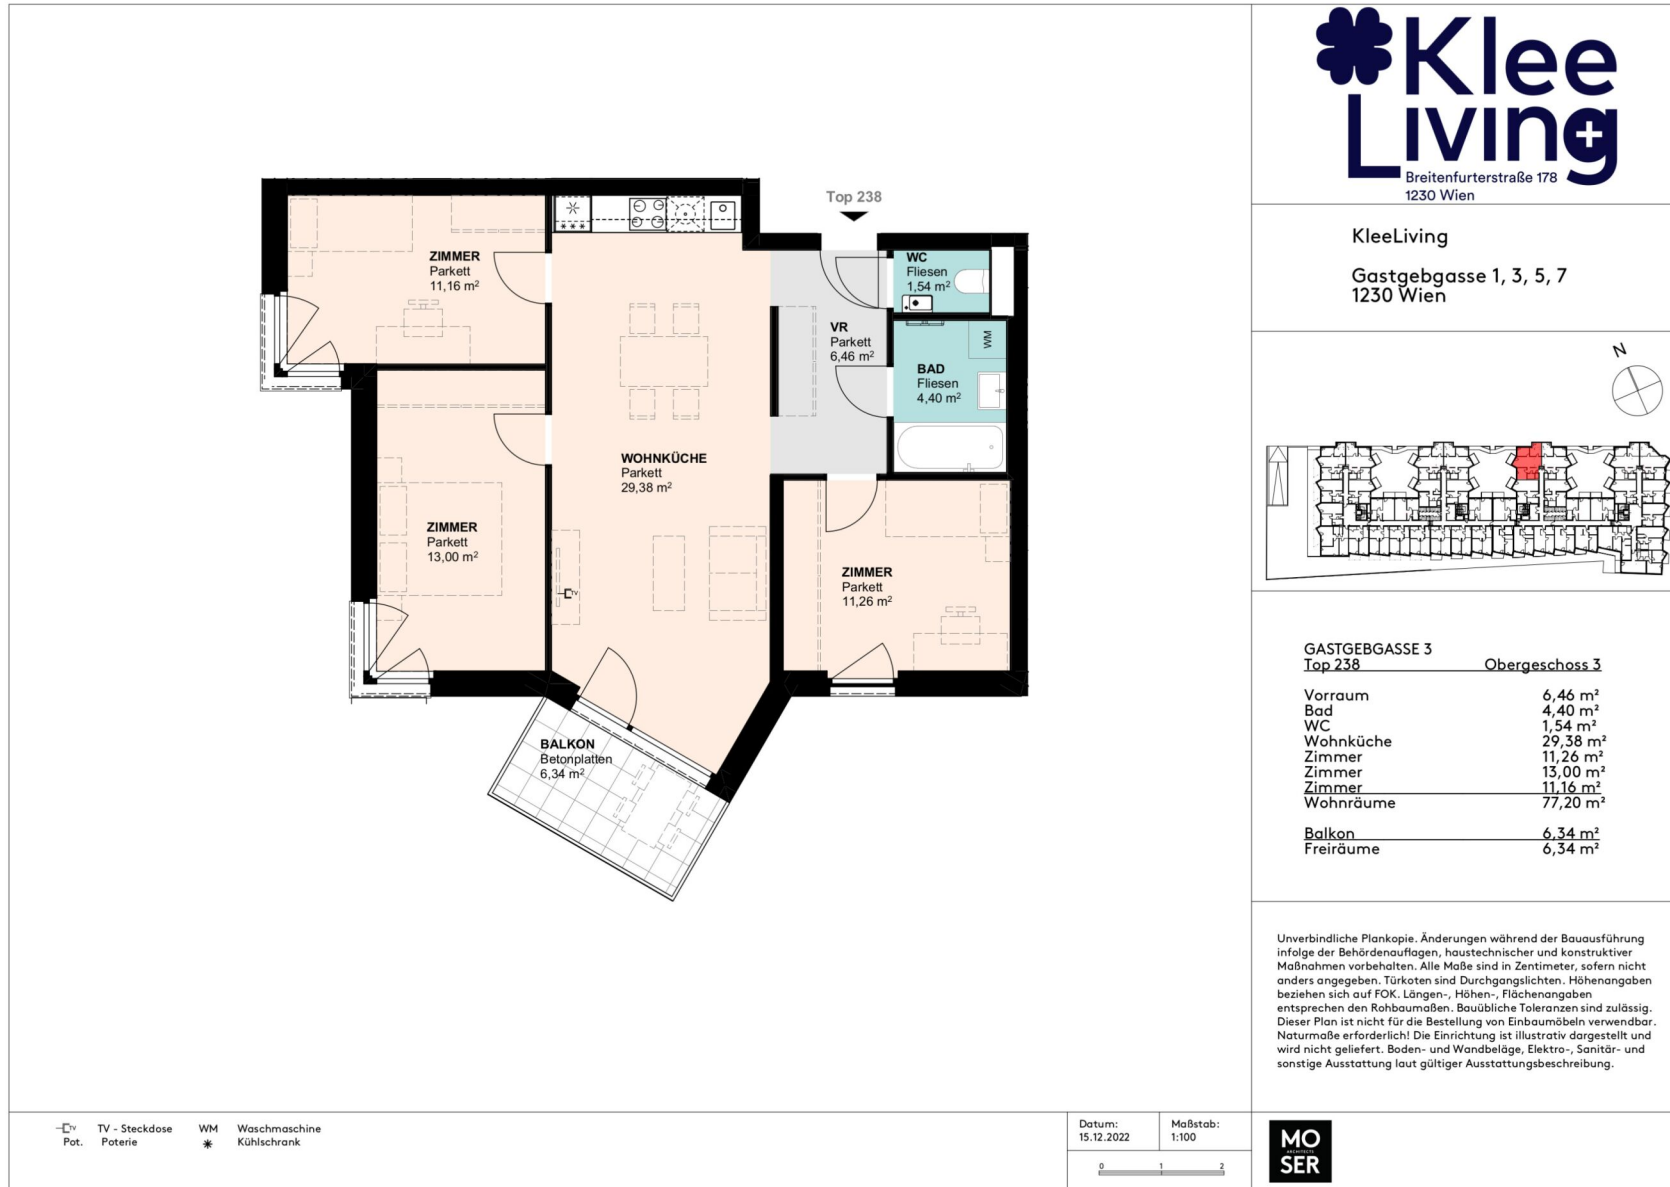 Klee
Living
Breitenfurterstraße 178
1230 Wien
KleeLiving
Gastgebgasse 1, 3, 5, 7
1230 Wien
N
Top 238
ZIMMER
Parkett
11,16 m²
WC
Fliesen
1,54 m²
VR
Parkett
6,46 m²
WM
BAD
Fliesen
4,40 m²
WOHNKÜCHE
Parkett
29,38 m²
ZIMMER
Parkett
13,00 m²
TV
ZIMMER
Parkett
11,26 m²
BALKON
Betonplatten
6,34 m²
GASTGEBGASSE 3
Top 238 Obergeschoss 3
Vorraum 6,46 m²
Bad 4,40 m²
WC 1,54 m²
Wohnküche 29,38 m²
Zimmer 11,26 m²
Zimmer 13,00 m²
Zimmer 11,16 m²
Wohnräume 77,20 m²
Balkon 6,34 m²
Freiräume 6,34 m²
Unverbindliche Plankopie. Änderungen während der Bauausführung
infolge der Behördenauflagen, haustechnischer und konstruktiver
Maßnahmen vorbehalten. Alle Maße sind in Zentimeter, sofern nicht
anders angegeben. Türkoten sind Durchgangslichten. Höhenangaben
beziehen sich auf FOK. Längen-, Höhen-, Flächenangaben
entsprechen den Rohbaumaßen. Bauübliche Toleranzen sind zulässig.
Dieser Plan ist nicht für die Bestellung von Einbaumöbeln verwendbar.
Naturmaße erforderlich! Die Einrichtung ist illustrativ dargestellt und
wird nicht geliefert. Boden- und Wandbeläge, Elektro-, Sanitär- und
sonstige Ausstattung laut gültiger Ausstattungsbeschreibung.
TV TV - Steckdose WM Waschmaschine
Pot. Poterie Kühlschrank
Datum: Maßstab:
15.12.2022 1:100
0 1 2
MO
ARCHITECTS
SER